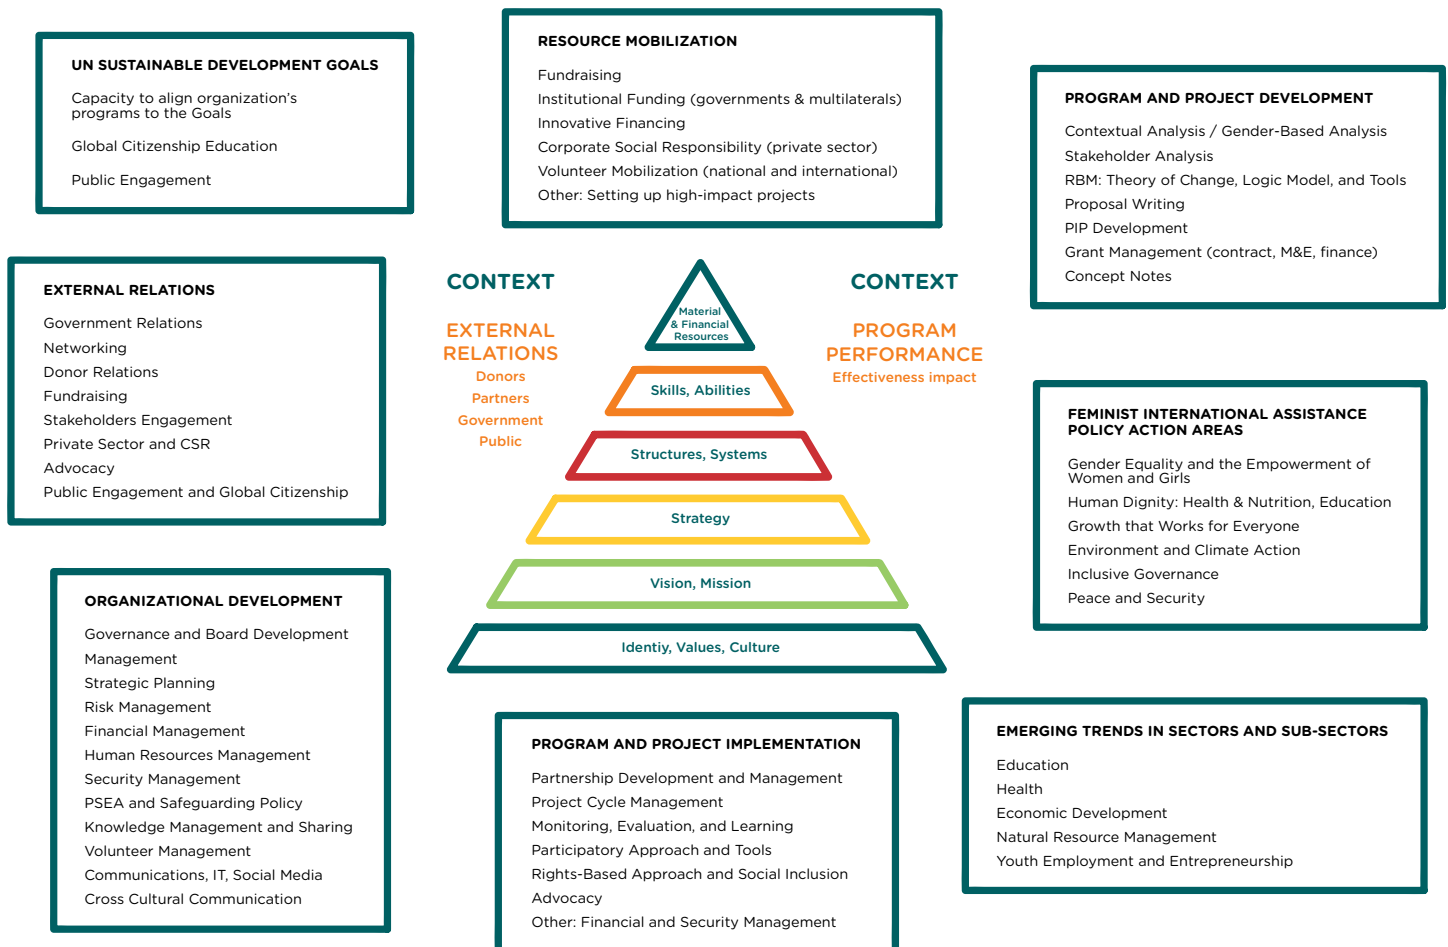 UN SUSTAINABLE DEVELOPMENT GOALS
Capacity to align organization's
programs to the Goals
Global Citizenship Education
Public Engagement
RESOURCE MOBILIZATION
Fundraising
Institutional Funding (governments & multilaterals)
Innovative Financing
Corporate Social Responsibility (private sector)
Volunteer Mobilization (national and international)
Other: Setting up high-impact projects
PROGRAM AND PROJECT DEVELOPMENT
Contextual Analysis / Gender-Based Analysis
Stakeholder Analysis
RBM: Theory of Change, Logic Model, and Tools
Proposal Writing
PIP Development
Grant Management (contract, M&E, finance)
Concept Notes
EXTERNAL RELATIONS
Government Relations
Networking
Donor Relations
Fundraising
Stakeholders Engagement
Private Sector and CSR
Advocacy
Public Engagement and Global Citizenship
CONTEXT
EXTERNAL
RELATIONS
Donors
Partners
Government
Public
Material
& Financial
Resources
Skills, Abilities
Structures, Systems
Strategy
Vision, Mission
Identiy, Values, Culture
CONTEXT
PROGRAM
PERFORMANCE
Effectiveness impact
FEMINIST INTERNATIONAL ASSISTANCE
POLICY ACTION AREAS
Gender Equality and the Empowerment of
Women and Girls
Human Dignity: Health & Nutrition, Education
Growth that Works for Everyone
Environment and Climate Action
Inclusive Governance
Peace and Security
ORGANIZATIONAL DEVELOPMENT
Governance and Board Development
Management
Strategic Planning
Risk Management
Financial Management
Human Resources Management
Security Management
PSEA and Safeguarding Policy
Knowledge Management and Sharing
Volunteer Management
Communications, IT, Social Media
Cross Cultural Communication
PROGRAM AND PROJECT IMPLEMENTATION
Partnership Development and Management
Project Cycle Management
Monitoring, Evaluation, and Learning
Participatory Approach and Tools
Rights-Based Approach and Social Inclusion
Advocacy
Other: Financial and Security Management
EMERGING TRENDS IN SECTORS AND SUB-SECTORS
Education
Health
Economic Development
Natural Resource Management
Youth Employment and Entrepreneurship